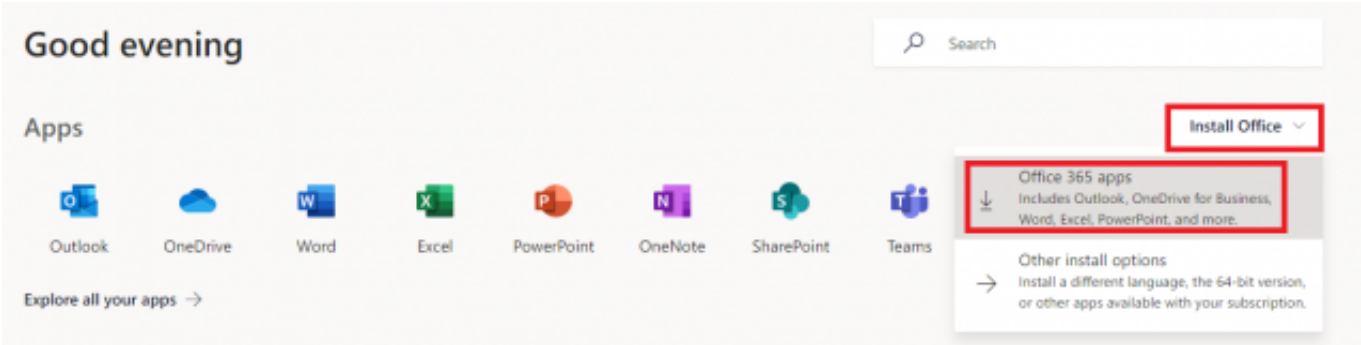 Good evening
Search
Apps
Install Office
Office 365 apps
Includes Outlook, OneDrive for Business,
Word, Excel, PowerPoint, and more.
Outlook
OneDrive
Word
Excel
PowerPoint
OneNote
SharePoint
Teams
Other install options
Install a different language, the 64-bit version,
or other apps available with your subscription.
Explore all your apps